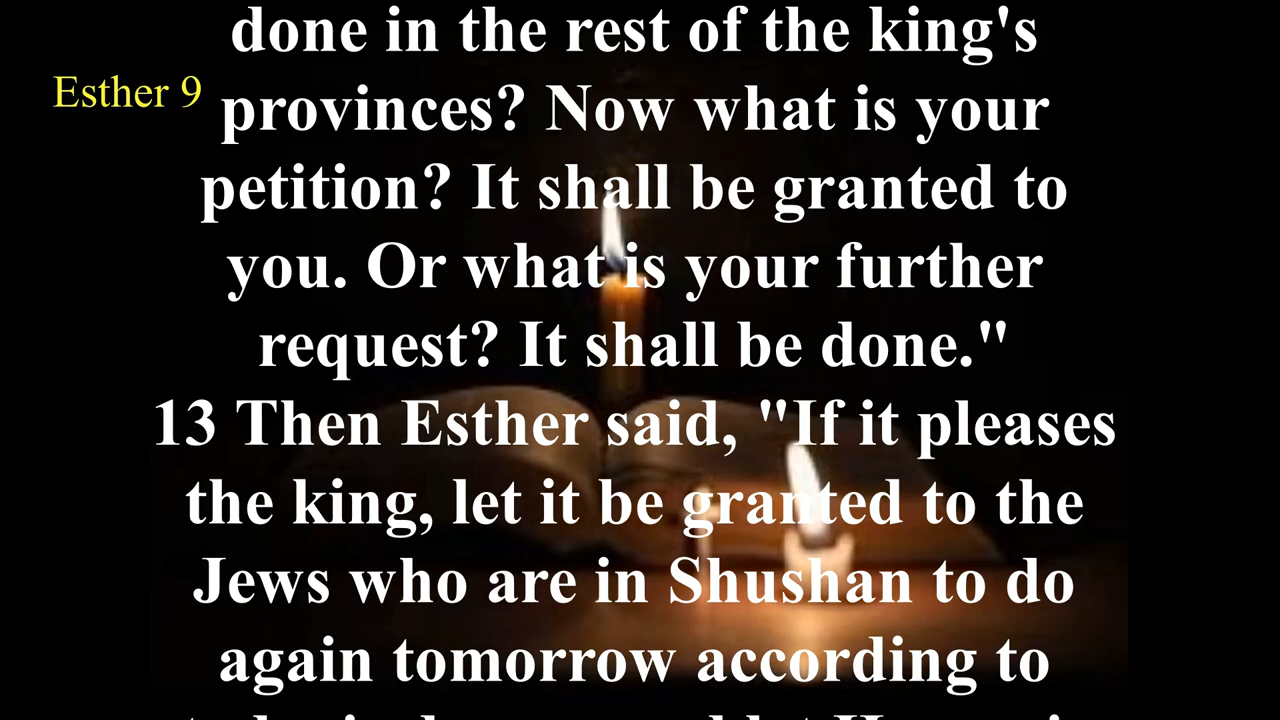 done in the rest of the king's
Esther 9
provinces? Now what is your
petition? It shall be granted to
you. Or what is your further
request? It shall be done."
13 Then Esther said, "If it pleases
the king, let it be granted to the
Jews who are in Shushan to do
again tomorrow according to